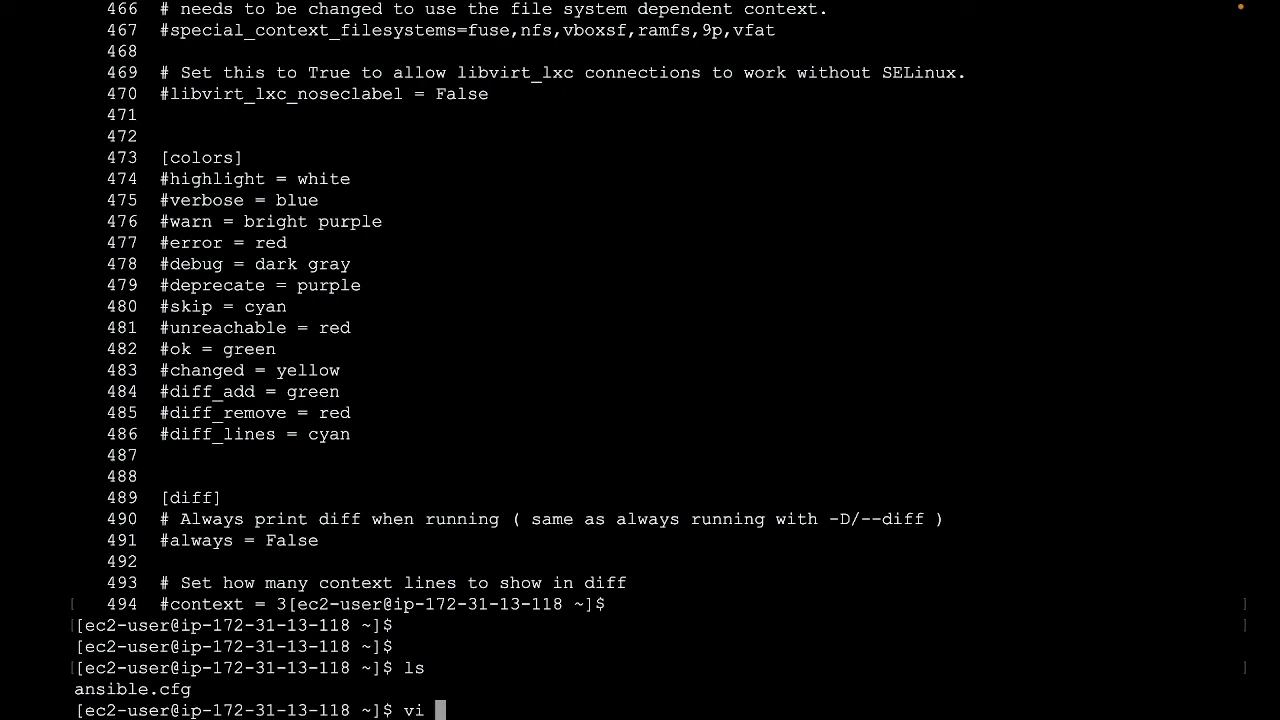 466 # needs to be changed to use the file system dependent context.
467 #special_context_filesystems=fuse,nfs,vboxsf,ramfs,9p,vfat
468
469 # Set this to True to allow libvirt_lxc connections to work without SELinux.
470 #libvirt_lxc_noseclabel = False
471
472
473 [colors]
474 #highlight = white
475 #verbose = blue
476 #warn = bright purple
477 #error = red
478 #debug = dark gray
479 #deprecate = purple
480 #skip = cyan
481 #unreachable = red
482 #ok = green
483 #changed = yellow
484 #diff_add = green
485 #diff_remove = red
486 #diff_lines = cyan
487
488
489 [diff]
490 # Always print diff when running ( same as always running with -D/--diff )
491 #always = False
492
493 # Set how many context lines to show in diff
[ 494 #context = 3[ec2-user@ip-172-31-13-118 ~]$ ]
[[ec2-user@ip-172-31-13-118 ~]$ ]
[ec2-user@ip-172-31-13-118 ~]$
[[ec2-user@ip-172-31-13-118 ~]$ ls ]
ansible.cfg
[ec2-user@ip-172-31-13-118 ~]$ vi